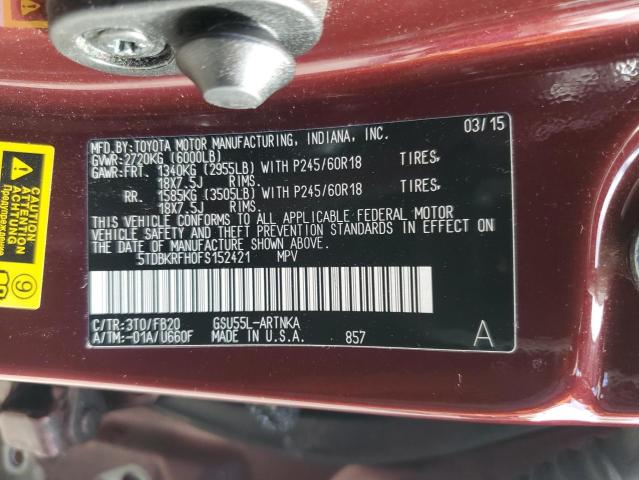 MFD.BY:TOYOTA MOTOR MANUFACTURING, INDIANA, INC. 03/15
GVWR:2720KG (6000LB)
GAWR:FRT. 1340KG (2955LB) WITH P245/60R18 TIRES,
18X7.5J RIMS.
RR. 1585KG (3505LB) WITH P245/60R18 TIRES,
18X7.5J RIMS.
THIS VEHICLE CONFORMS TO ALL APPLICABLE FEDERAL MOTOR
VEHICLE SAFETY AND THEFT PREVENTION STANDARDS IN EFFECT ON
THE DATE OF MANUFACTURE SHOWN ABOVE.
5TDBKRFH0FS152421 MPV
C/TR:3T0/FB20 GSU55L-ARTNKA
A/TM:-01A/U660F MADE IN U.S.A. 857 A
CAUTION
ATTENTION
Предупреждение
9